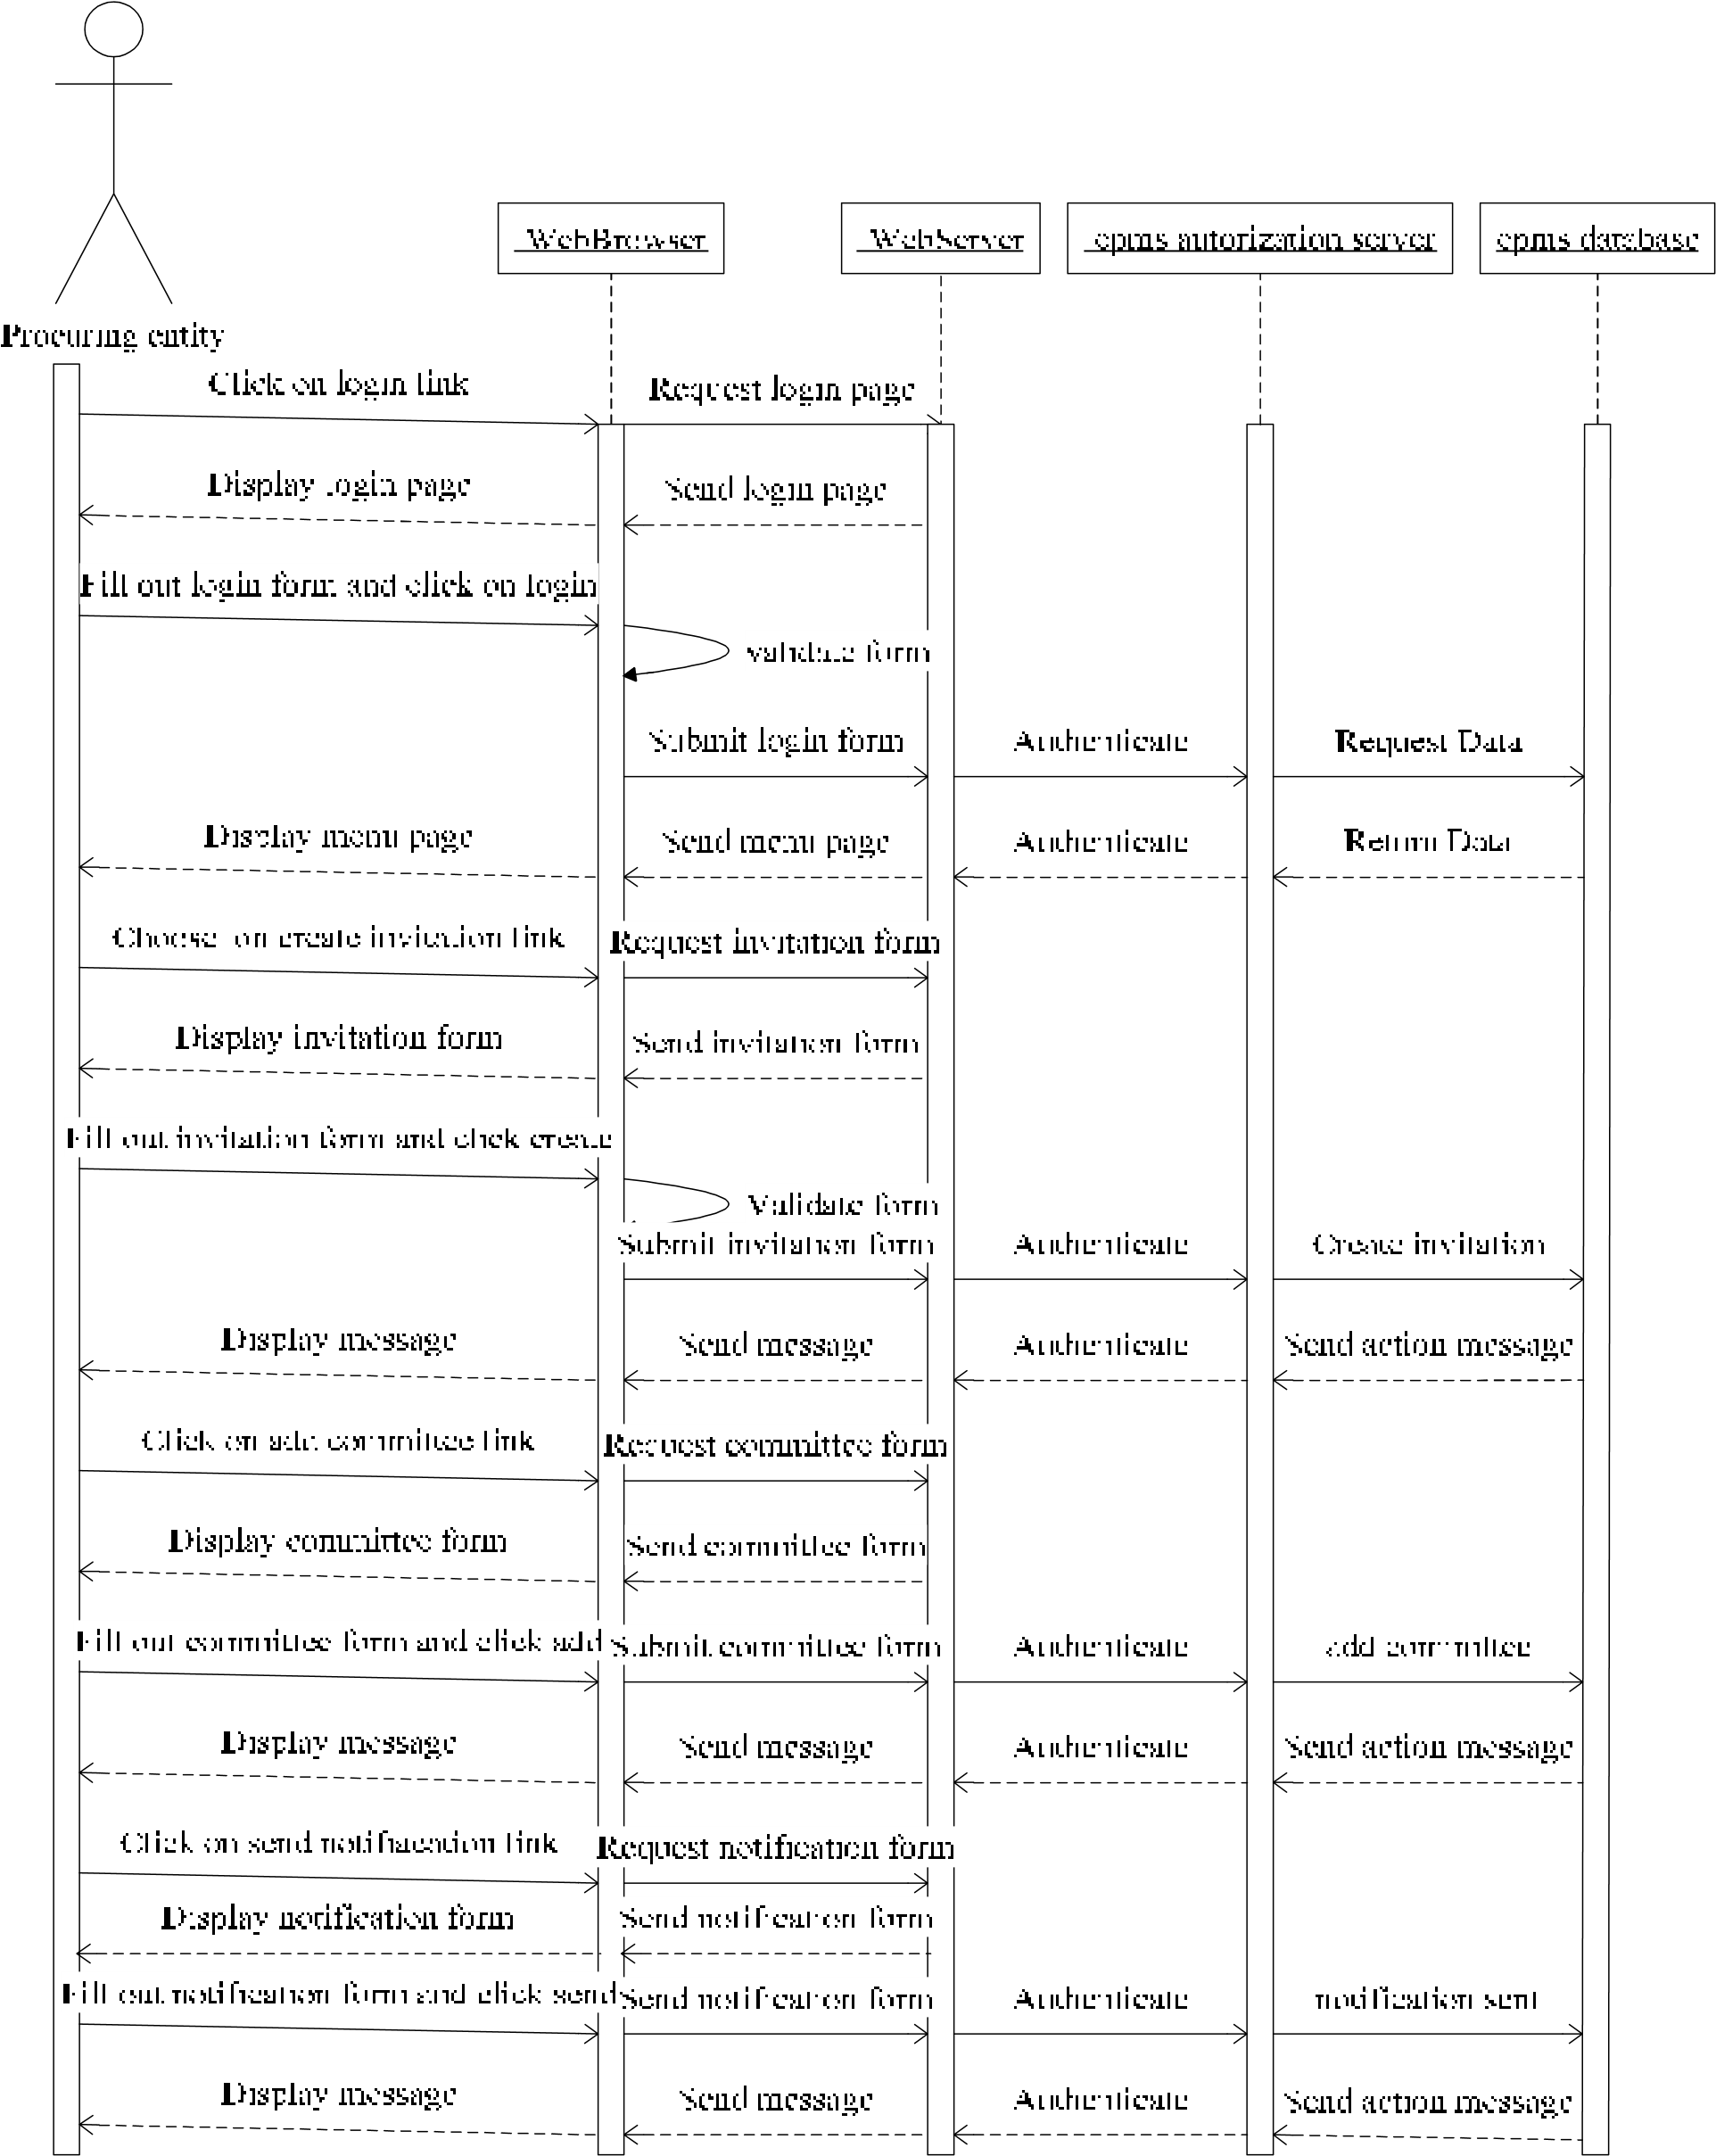 WebBrowser
WebServer
epms autorization server
epms database
Procuring entity
Click on login link
Request login page
Display login page
Send login page
Fill out login form and click on login
validate form
Submit login form
Authenticate
Request Data
Display menu page
Send menu page
Authenticate
Return Data
Choose on create invitation link
Request invitation form
Display invitation form
Send invitation form
Fill out invitation form and click create
Validate form
Submit invitation form
Authenticate
Create invitation
Display message
Send message
Authenticate
Send action message
Click on add committee link
Request committee form
Display committee form
Send committee form
Fill out committee form and click add
Submit committee form
Authenticate
add committee
Display message
Send message
Authenticate
Send action message
Click on send link
Request notification form
Display notification form
Send notification form
Fill out notification form and click send
Send notification form
Authenticate
notification sent
Display message
Send message
Authenticate
Send action message